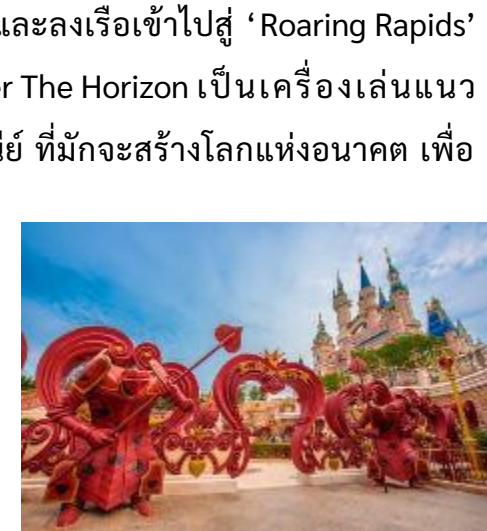 และลงเรือเข้าไปสู่ ‘Roaring Rapids’
er The Horizon เป็นเครื่องเล่นแนว
ที่มักจะสร้างโลกแห่งอนาคต เพื่อ